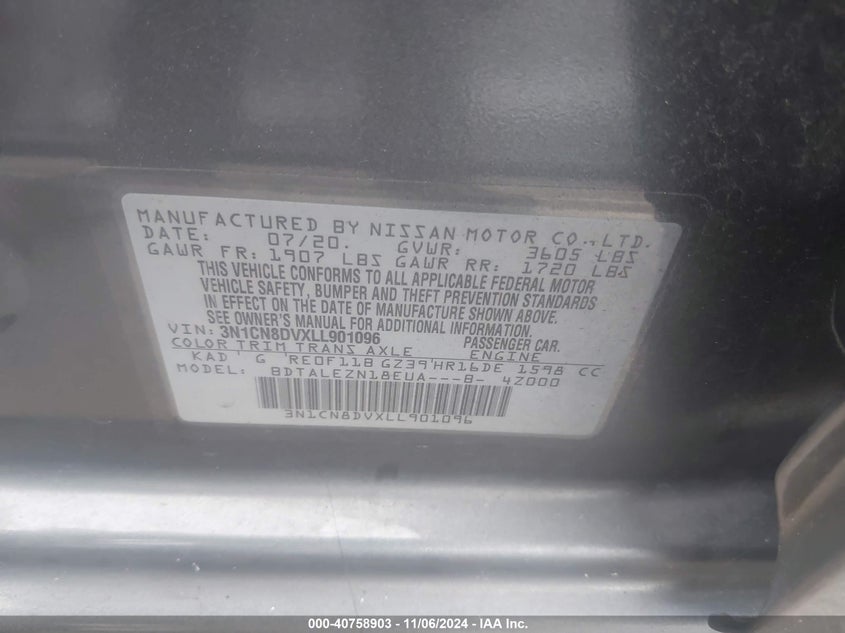 MANUFACTURED BY NISSAN MOTOR CO.,LTD.
DATE: 07/20. GVWR: 3605 LBS
GAWR FR: 1907 LBS GAWR RR: 1720 LBS
THIS VEHICLE CONFORMS TO ALL APPLICABLE FEDERAL MOTOR
VEHICLE SAFETY, BUMPER AND THEFT PREVENTION STANDARDS
IN EFFECT ON THE DATE OF MANUFACTURE SHOWN ABOVE.
SEE OWNER'S MANUAL FOR ADDITIONAL INFORMATION.
VIN: 3N1CN8DVXLL901096 PASSENGER CAR.
COLOR TRIM TRANS AXLE ENGINE
KAD ' G 'RE0F11B GZ39'HR16DE 1598 CC
MODEL: BDTALEZN18EUA---B- 4Z000
3N1CN8DVXLL901096
000-40758903 - 11/06/2024 - IAA Inc.